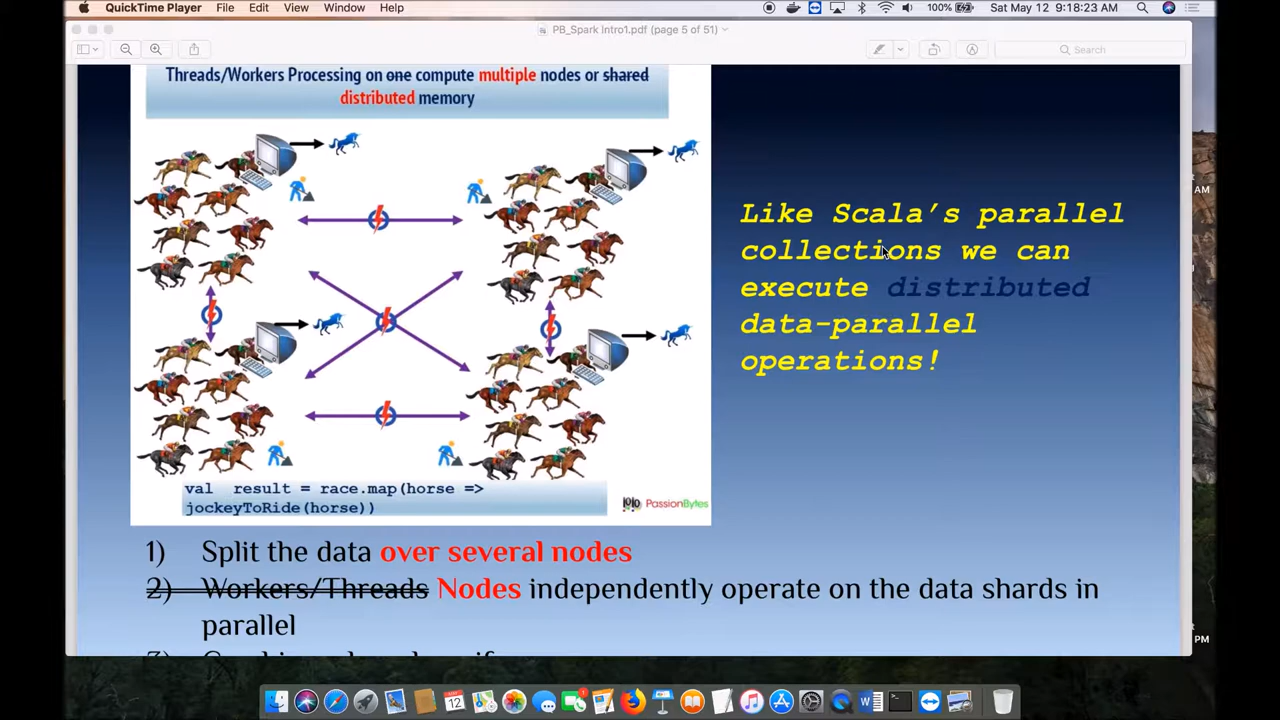 QuickTime Player File Edit View Window Help 100% Sat May 12 9:18:23 AM
PB_Spark Intro1.pdf (page 5 of 51)
Search
Threads/Workers Processing on one compute multiple nodes or shared
distributed memory
Like Scala's parallel
collections we can
execute distributed
data-parallel
operations!
val result = race.map(horse =>
jockeyToRide(horse))
PassionBytes
1) Split the data over several nodes
2) Workers/Threads Nodes independently operate on the data shards in
parallel
AM
PM